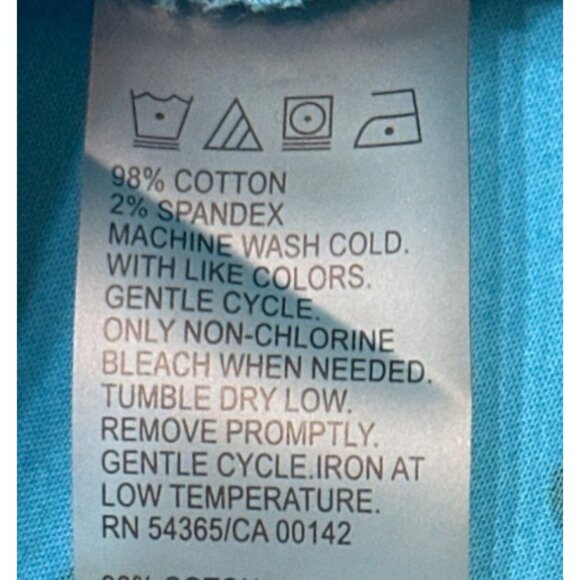 98% COTTON
2% SPANDEX
MACHINE WASH COLD.
WITH LIKE COLORS.
GENTLE CYCLE.
ONLY NON-CHLORINE
BLEACH WHEN NEEDED.
TUMBLE DRY LOW.
REMOVE PROMPTLY.
GENTLE CYCLE.IRON AT
LOW TEMPERATURE.
RN 54365/CA 00142